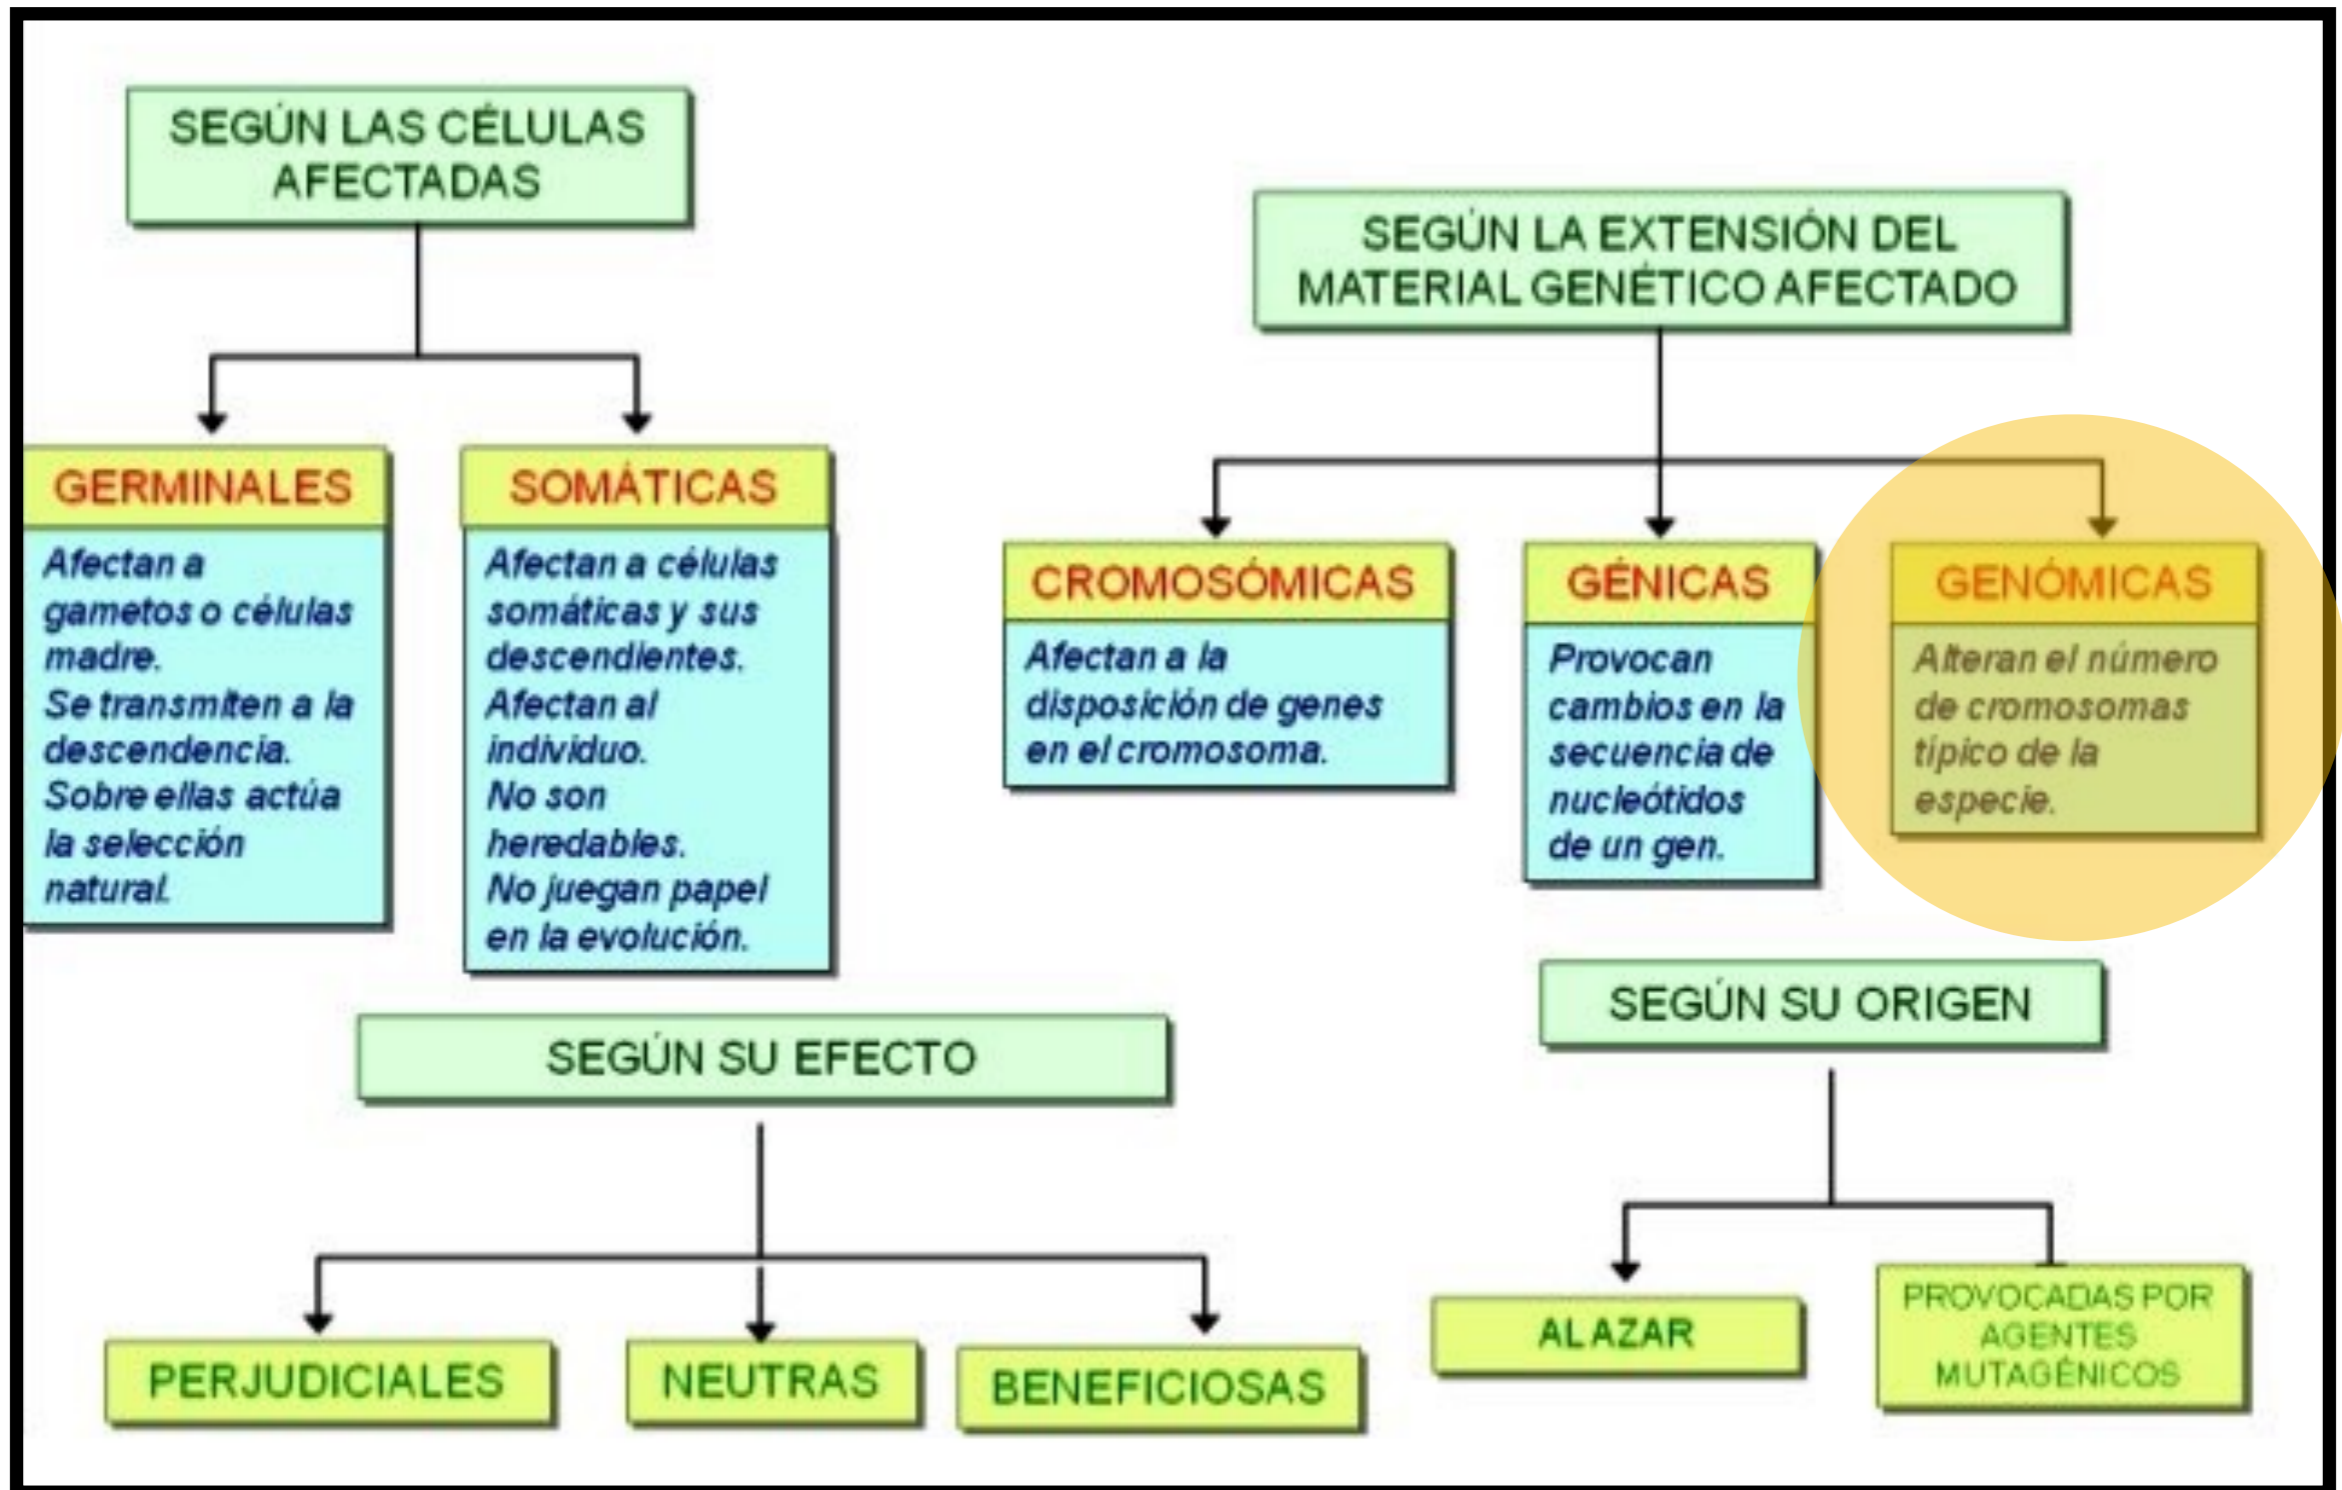 SEGÚN LAS CÉLULAS
AFECTADAS
GERMINALES
Afectan a
gametos o células
madre.
Se transmiten a la
descendencia.
Sobre ellas actúa
la selección
natural.
SOMÁTICAS
Afectan a células
somáticas y sus
descendientes.
Afectan al
individuo.
No son
heredables.
No juegan papel
en la evolución.
SEGÚN LA EXTENSIÓN DEL
MATERIAL GENÉTICO AFECTADO
CROMOSÓMICAS
Afectan a la
disposición de genes
en el cromosoma.
GÉNICAS
Provocan
cambios en la
secuencia de
nucleótidos
de un gen.
GENÓMICAS
Alteran el número
de cromosomas
típico de la
especie.
SEGÚN SU EFECTO
PERJUDICIALES
NEUTRAS
BENEFICIOSAS
SEGÚN SU ORIGEN
AL AZAR
PROVOCADAS POR
AGENTES
MUTAGÉNICOS